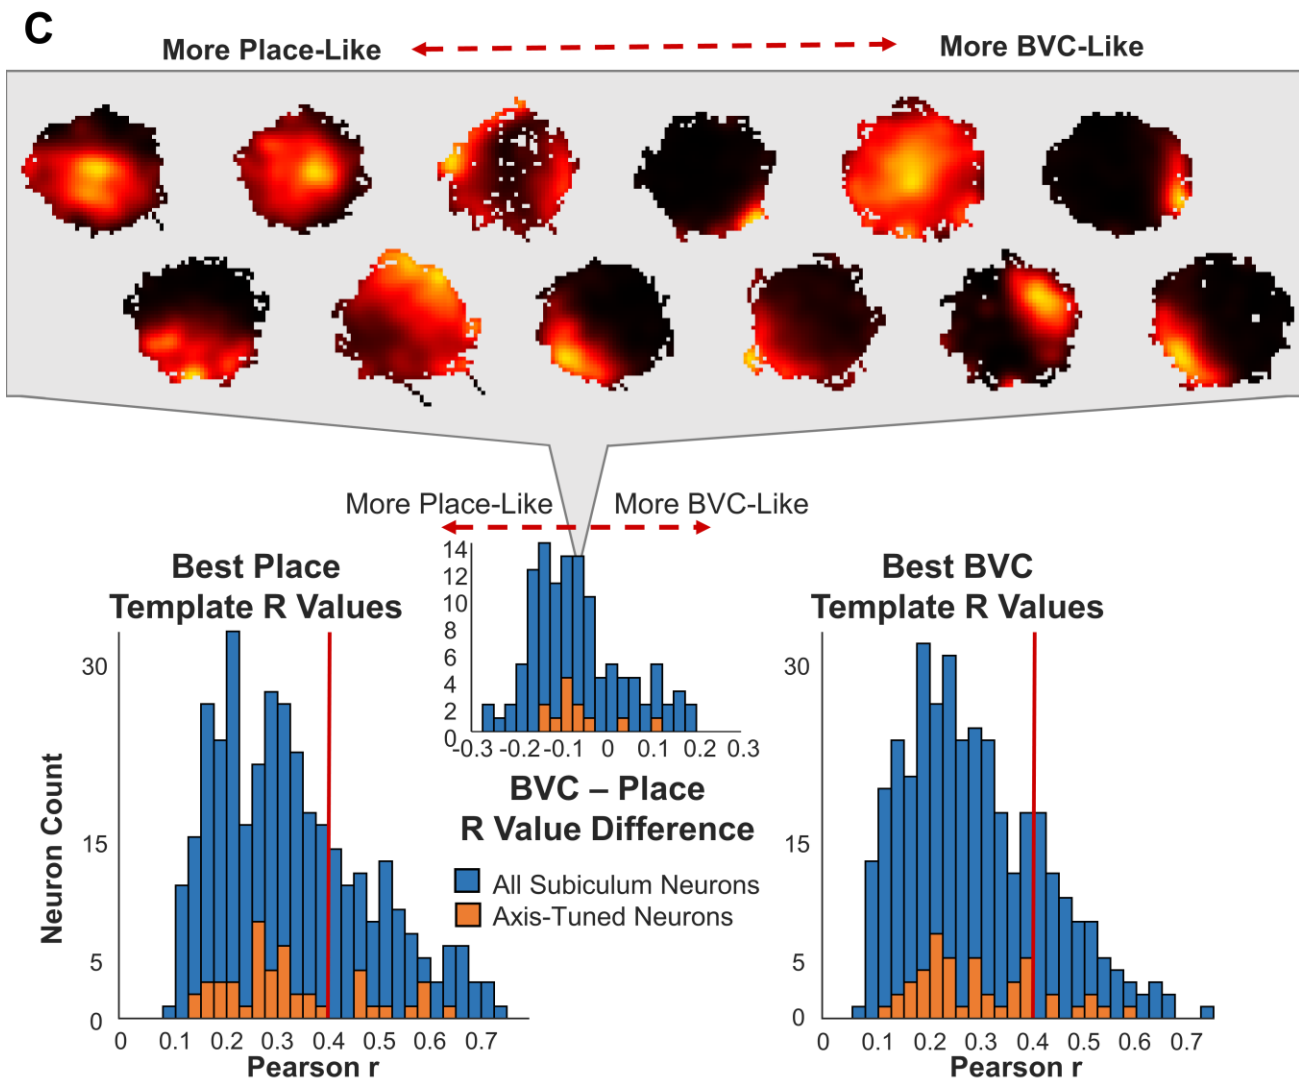 C
More Place-Like
More BVC-Like
More Place-Like
More BVC-Like
Best Place
Template R Values
30
15
5
0
Neuron Count
0 0.1 0.2 0.3 0.4 0.5 0.6 0.7
Pearson r
14
12
10
8
6
4
2
0
-0.3 -0.2 -0.1 0 0.1 0.2 0.3
BVC – Place
R Value Difference
All Subiculum Neurons
Axis-Tuned Neurons
Best BVC
Template R Values
30
15
5
0
0 0.1 0.2 0.3 0.4 0.5 0.6 0.7
Pearson r